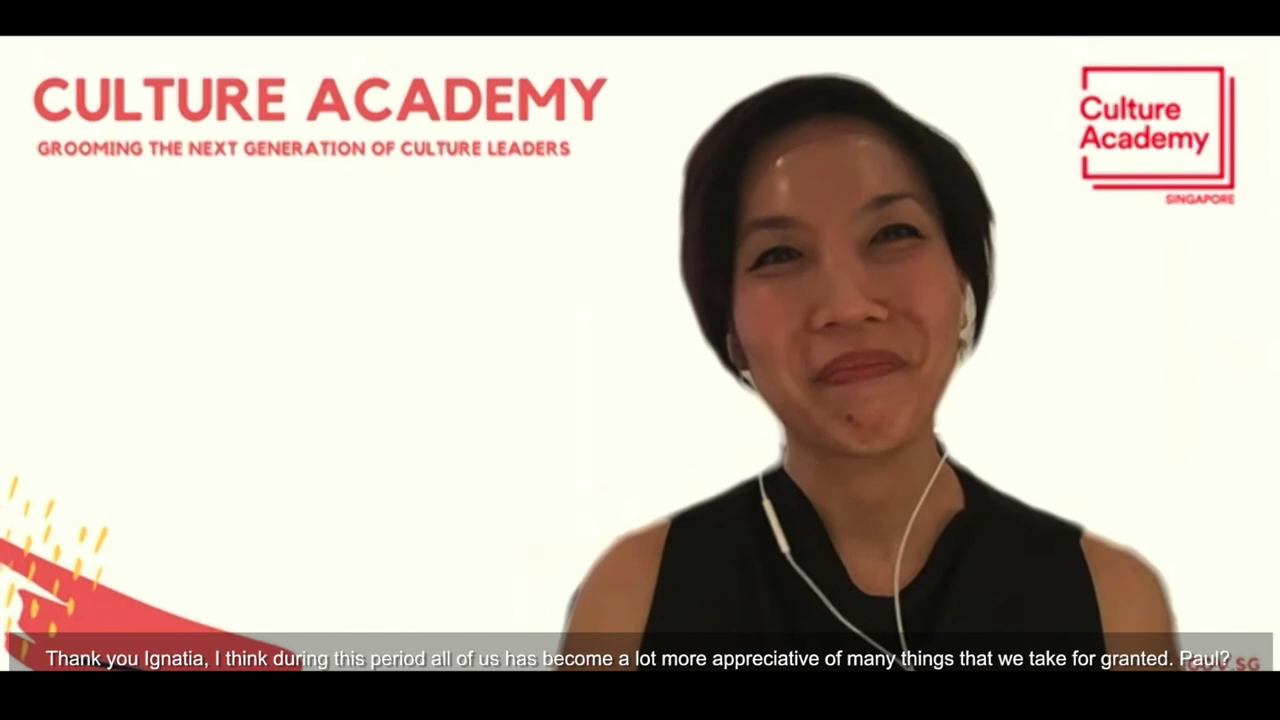 CULTURE ACADEMY
GROOMING THE NEXT GENERATION OF CULTURE LEADERS
Culture
Academy
SINGAPORE
Thank you Ignatia, I think during this period all of us has become a lot more appreciative of many things that we take for granted. Paul?
.SG